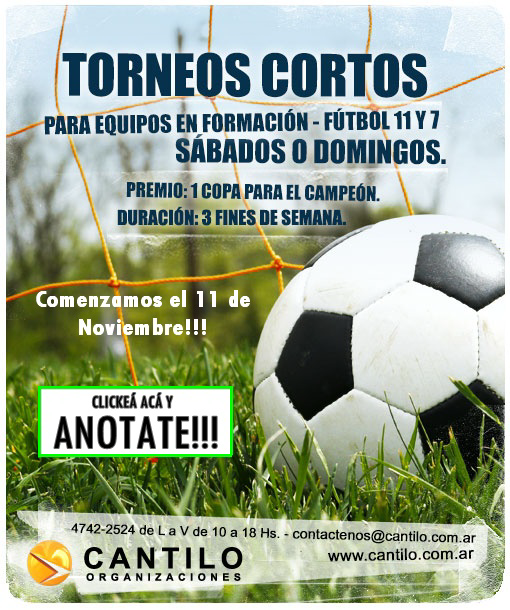 TORNEOS CORTOS
PARA EQUIPOS EN FORMACIÓN - FÚTBOL 11 Y 7
SÁBADOS O DOMINGOS.
PREMIO: 1 COPA PARA EL CAMPEÓN.
DURACIÓN: 3 FINES DE SEMANA.
Comenzamos el 11 de
Noviembre!!!
CLICKEÁ ACÁ Y
ANOTATE!!!
4742-2524 de L a V de 10 a 18 Hs. - contactenos@cantilo.com.ar
CANTILO
ORGANIZACIONES
www.cantilo.com.ar